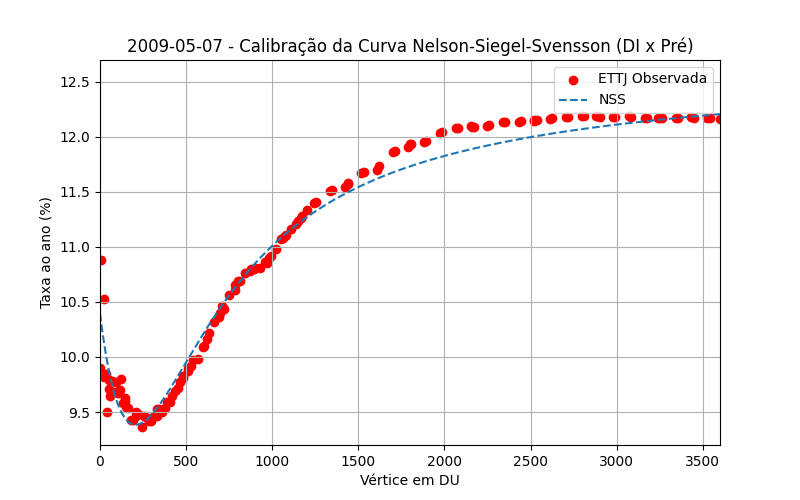 2009-05-07 - Calibração da Curva Nelson-Siegel-Svensson (DI x Pré)
ETTJ Observada
NSS
Taxa ao ano (%)
12.5
12.0
11.5
11.0
10.5
10.0
9.5
0 500 1000 1500 2000 2500 3000 3500
Vértice em DU